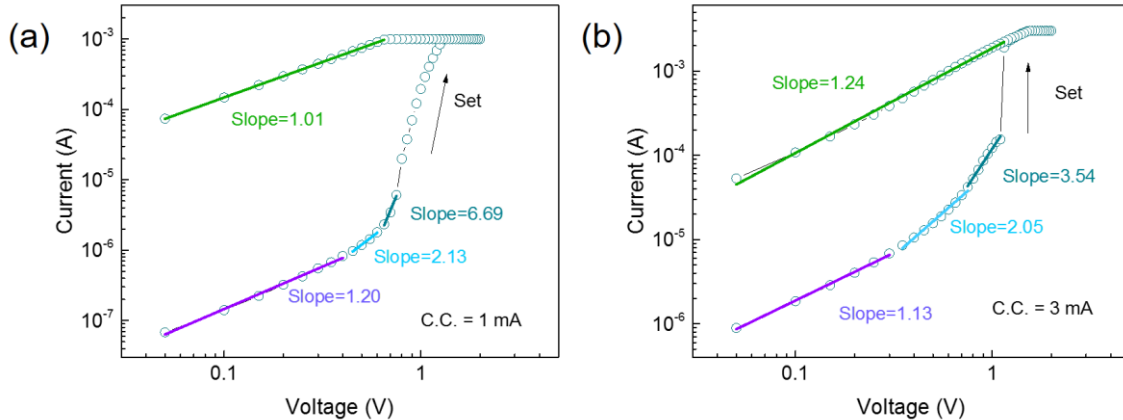 (a)
10⁻³
10⁻⁴
10⁻⁵
10⁻⁶
10⁻⁷
Current (A)
Slope=1.01
Set
Slope=6.69
Slope=2.13
Slope=1.20
C.C. = 1 mA
0.1
1
Voltage (V)
(b)
10⁻³
10⁻⁴
10⁻⁵
10⁻⁶
Current (A)
Slope=1.24
Set
Slope=3.54
Slope=2.05
Slope=1.13
C.C. = 3 mA
0.1
1
Voltage (V)